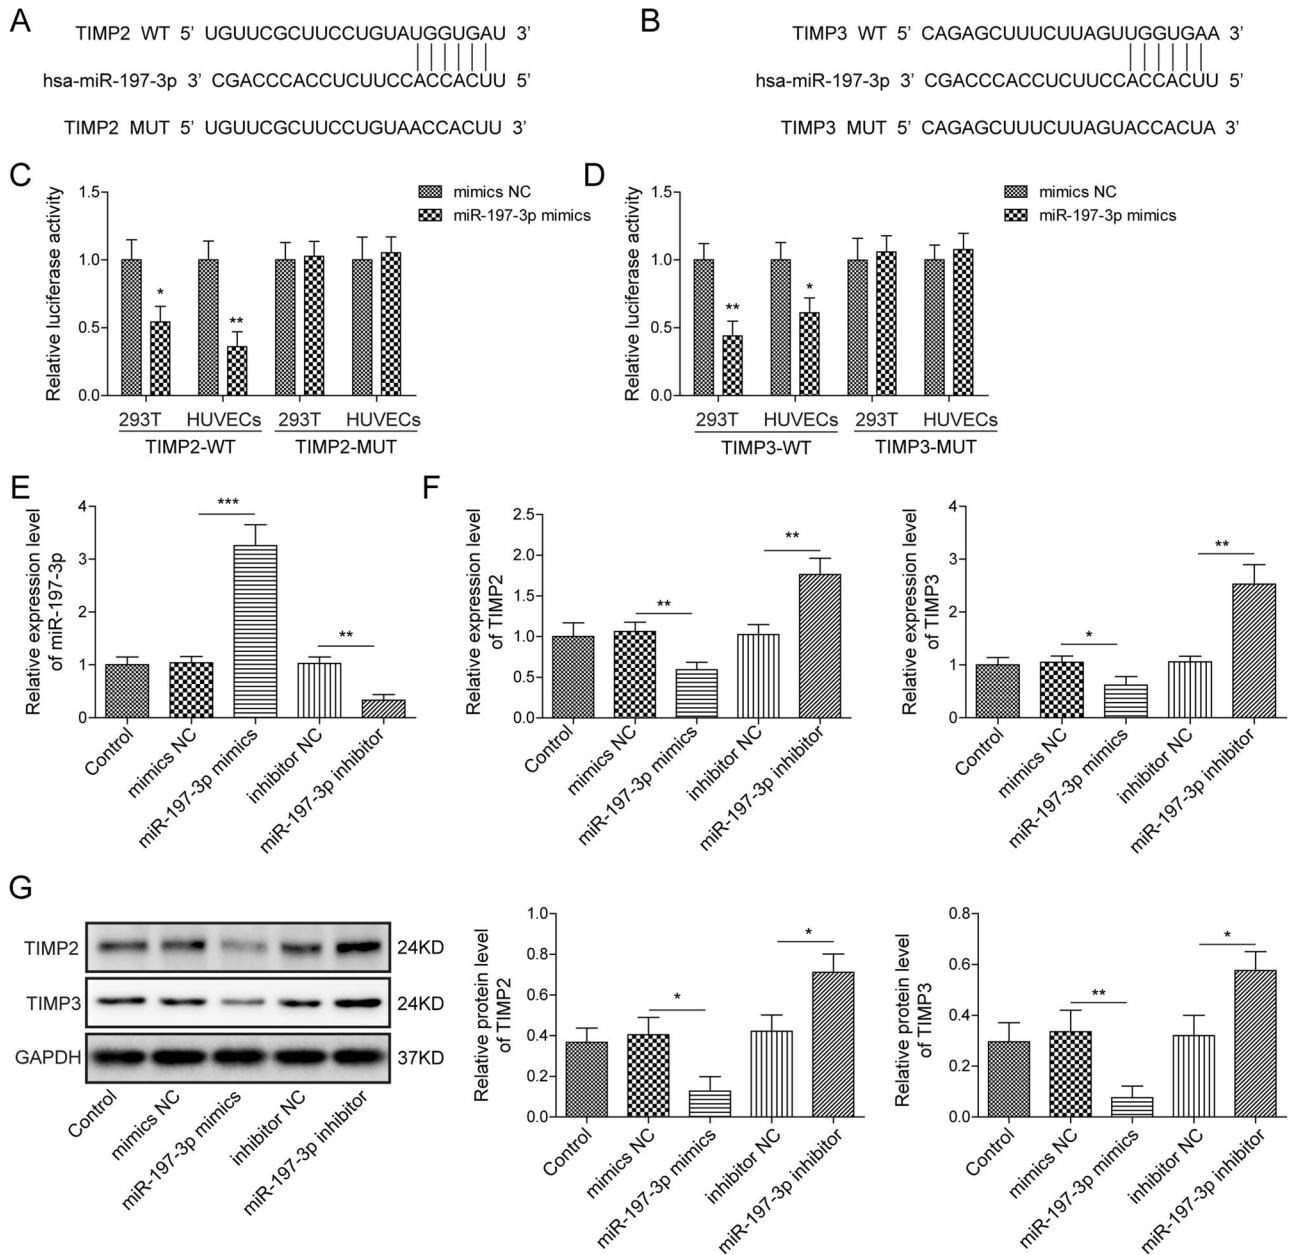 A
TIMP2 WT 5' UGUUCGCUUCCUGUAUGGUGAU 3'
hsa-miR-197-3p 3' CGACCCACCUCUUCCACCACUU 5'
TIMP2 MUT 5' UGUUCGCUUCCUGUAACCACUU 3'
B
TIMP3 WT 5' CAGAGCUUUCUUAGUUGGUGAA 3'
hsa-miR-197-3p 3' CGACCCACCUCUUCCACCACUU 5'
TIMP3 MUT 5' CAGAGCUUUCUUAGUACCACUA 3'
C
Relative luciferase activity
1.5
1.0
0.5
0.0
mimics NC
miR-197-3p mimics
*
**
293T HUVECs 293T HUVECs
TIMP2-WT TIMP2-MUT
D
Relative luciferase activity
1.5
1.0
0.5
0.0
mimics NC
miR-197-3p mimics
**
*
293T HUVECs 293T HUVECs
TIMP3-WT TIMP3-MUT
E
Relative expression level
of miR-197-3p
4
3
2
1
0
***
**
Control
mimics NC
miR-197-3p mimics
inhibitor NC
miR-197-3p inhibitor
F
Relative expression level
of TIMP2
2.5
2.0
1.5
1.0
0.5
0.0
**
**
Control
mimics NC
miR-197-3p mimics
inhibitor NC
miR-197-3p inhibitor
Relative expression level
of TIMP3
4
3
2
1
0
*
**
Control
mimics NC
miR-197-3p mimics
inhibitor NC
miR-197-3p inhibitor
G
TIMP2 24KD
TIMP3 24KD
GAPDH 37KD
Control
mimics NC
miR-197-3p mimics
inhibitor NC
miR-197-3p inhibitor
Relative protein level
of TIMP2
1.0
0.8
0.6
0.4
0.2
0.0
*
*
Control
mimics NC
miR-197-3p mimics
inhibitor NC
miR-197-3p inhibitor
Relative protein level
of TIMP3
0.8
0.6
0.4
0.2
0.0
**
*
Control
mimics NC
miR-197-3p mimics
inhibitor NC
miR-197-3p inhibitor